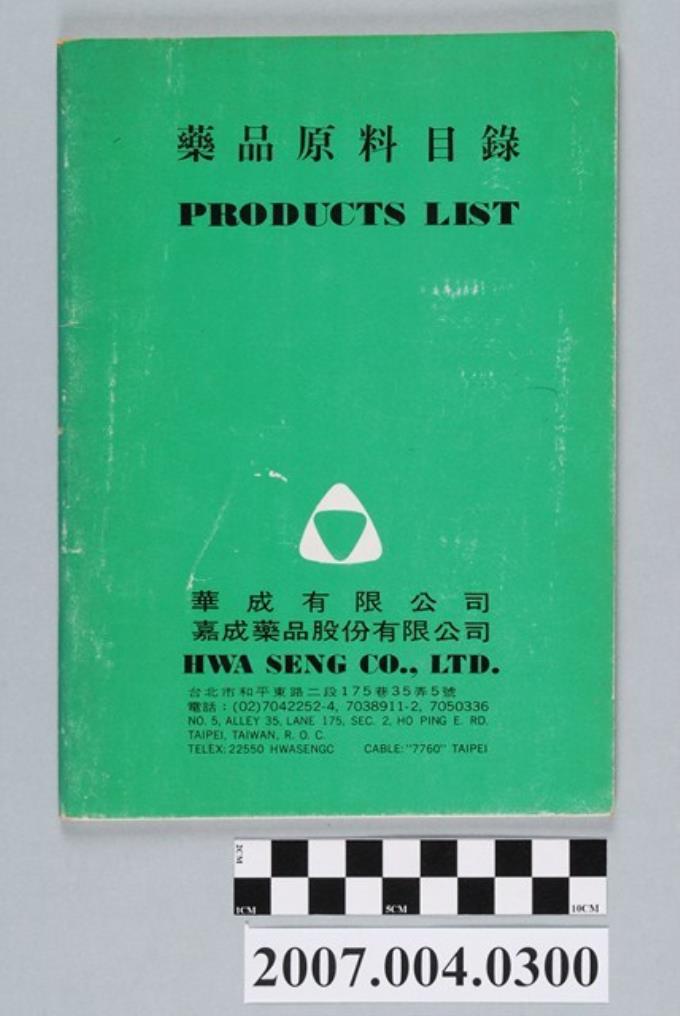 藥品原料目錄
PRODUCTS LIST
華成有限公司
嘉成藥品股份有限公司
HWA SENG CO., LTD.
台北市和平東路二段175巷35弄5號
電話：(02)7042252-4, 7038911-2, 7050336
NO. 5, ALLEY 35, LANE 175, SEC. 2, HO PING E. RD.
TAIPEI, TAIWAN, R. O. C.
TELEX: 22550 HWASENGC CABLE: "7760" TAIPEI
2CM
1CM 5CM 10CM
2007.004.0300